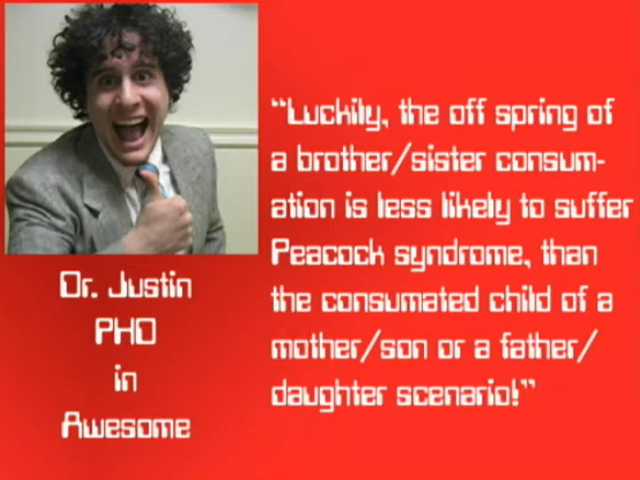 "Luckily, the off spring of
a brother/sister consum-
ation is less likely to suffer
Peacock syndrome, than
the consumated child of a
mother/son or a father/
daughter scenario!"
Dr. Justin
PHD
in
Awesome